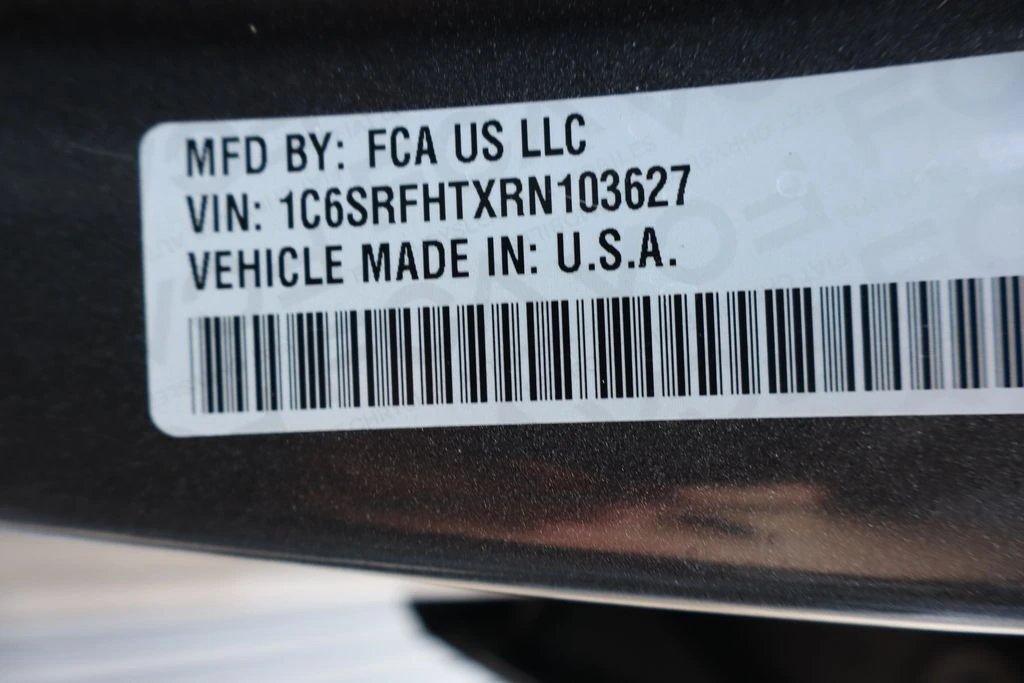 MFD BY: FCA US LLC
VIN: 1C6SRFHTXRN103627
VEHICLE MADE IN: U.S.A.